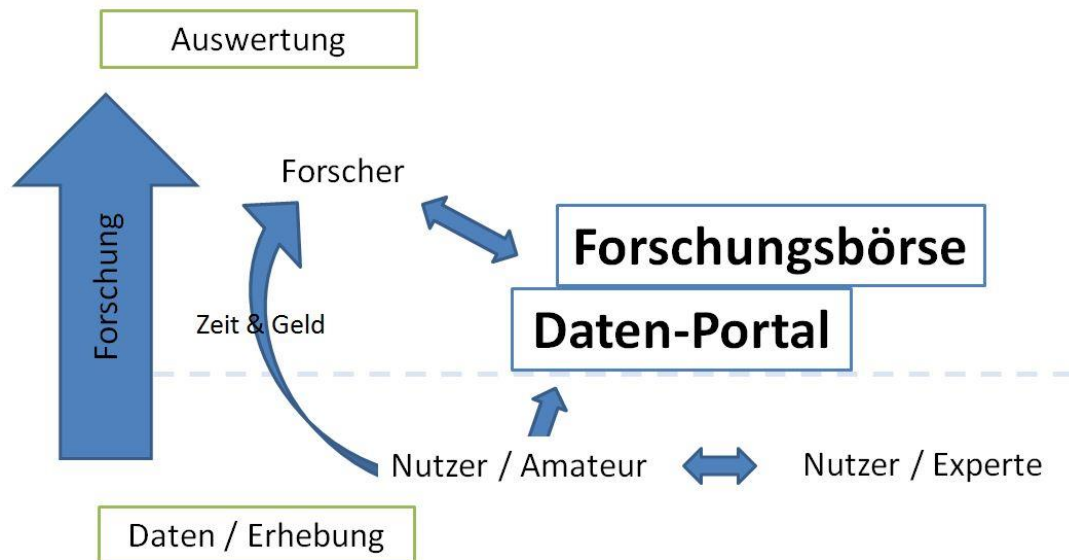 Auswertung
Forscher
Forschung
Forschungsbörse
Zeit & Geld
Daten-Portal
Nutzer / Amateur
Nutzer / Experte
Daten / Erhebung